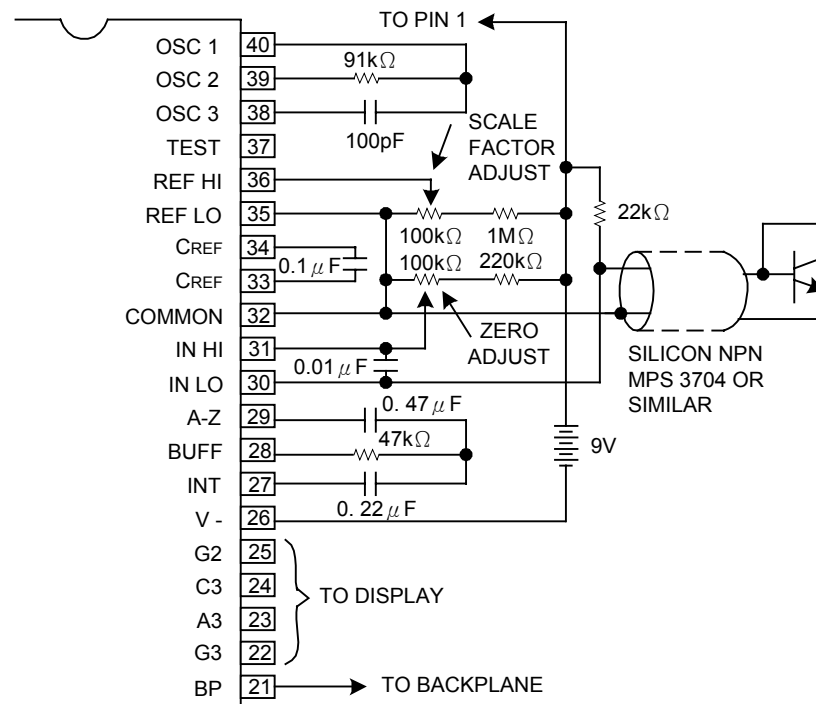 TO PIN 1
OSC 1 40
91kΩ
OSC 2 39
OSC 3 38
100pF
TEST 37
SCALE
FACTOR
ADJUST
REF HI 36
REF LO 35
22kΩ
100kΩ 1MΩ
CREF 34
0.1μF
100kΩ 220kΩ
CREF 33
COMMON 32
ZERO
ADJUST
IN HI 31
0.01μF
IN LO 30
SILICON NPN
MPS 3704 OR
SIMILAR
A-Z 29
0. 47μF
BUFF 28
47kΩ
9V
INT 27
0. 22μF
V - 26
G2 25
C3 24
TO DISPLAY
A3 23
G3 22
BP 21
TO BACKPLANE